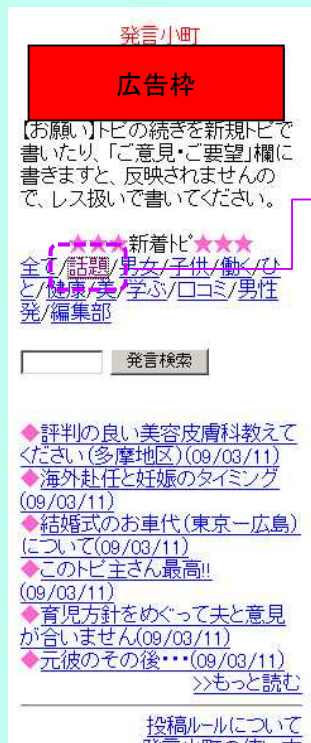 発言小町
広告枠
【お願い】トピの続きを新規トピで
書いたり、「ご意見・ご要望」欄に
書きますと、反映されませんの
で、レス扱いで書いてください。
★★★新着トピ★★★
全て/話題/男女/子供/働く/ひ
と/健康/美/学ぶ/口コミ/男性
発/編集部
発言検索
◆評判の良い美容皮膚科教えて
ください(多摩地区)(09/03/11)
◆海外赴任と妊娠のタイミング
(09/03/11)
◆結婚式のお車代(東京ー広島)
について(09/03/11)
◆このトピ主さん最高!!
(09/03/11)
◆育児方針をめぐって夫と意見
が合いません(09/03/11)
◆元彼のその後・・・(09/03/11)
>>もっと読む
投稿ルールについて